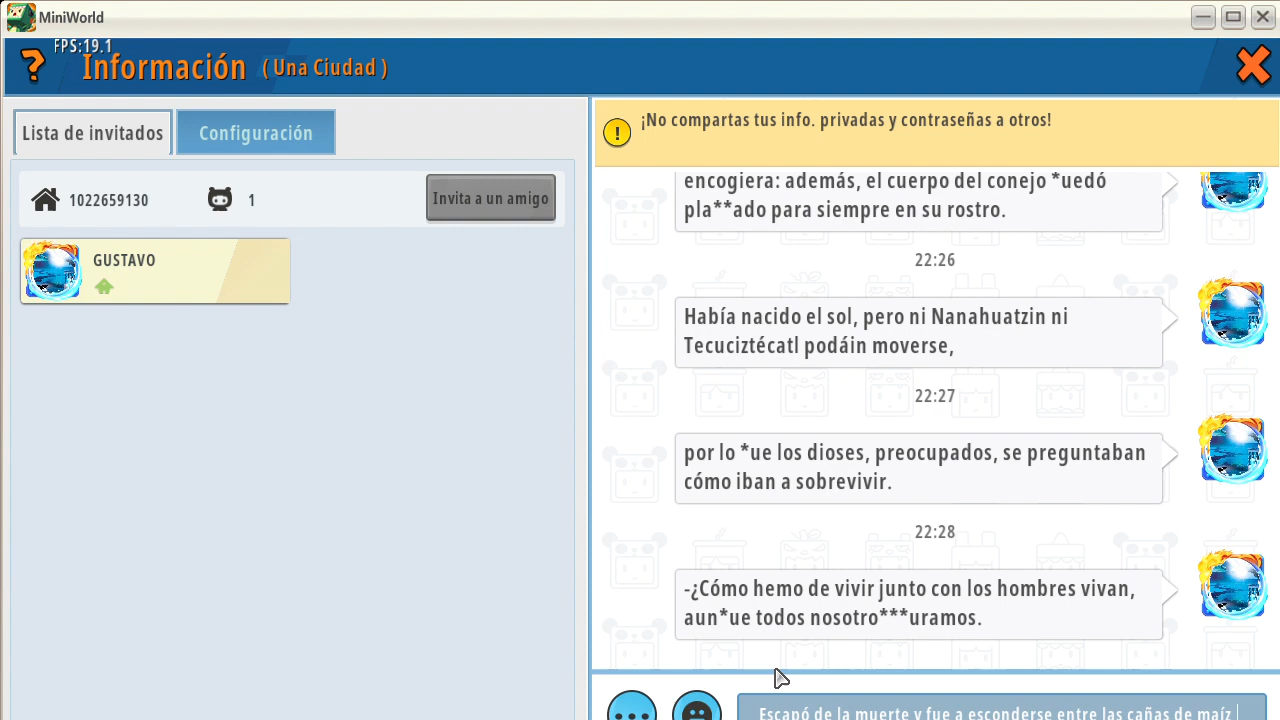 MiniWorld
FPS:19.1
Información (Una Ciudad)
Lista de invitados
Configuración
1022659130
1
Invita a un amigo
GUSTAVO
¡No compartas tus info. privadas y contraseñas a otros!
encogiera: además, el cuerpo del conejo *uedó
pla**ado para siempre en su rostro.
22:26
Había nacido el sol, pero ni Nanahuatzin ni
Tecuciztécatl podáin moverse,
22:27
por lo *ue los dioses, preocupados, se preguntaban
cómo iban a sobrevivir.
22:28
-¿Cómo hemo de vivir junto con los hombres vivan,
aun*ue todos nosotro***uramos.
Escapó de la muerte y fue a esconderse entre las cañas de maíz